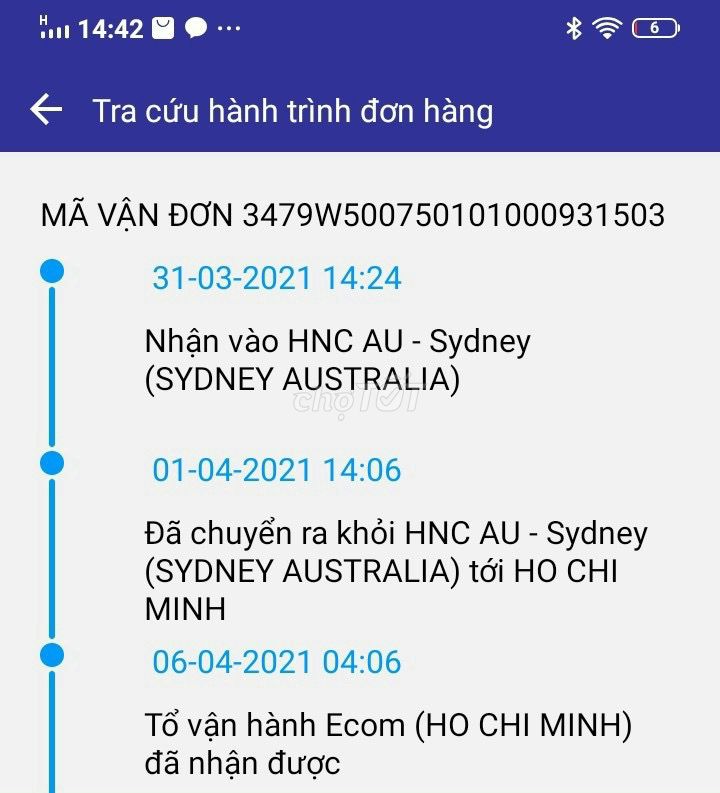 H
14:42 ...
6
Tra cứu hành trình đơn hàng
MÃ VẬN ĐƠN 3479W500750101000931503
31-03-2021 14:24
Nhận vào HNC AU - Sydney
(SYDNEY AUSTRALIA)
chợTỐT
01-04-2021 14:06
Đã chuyển ra khỏi HNC AU - Sydney
(SYDNEY AUSTRALIA) tới HO CHI
MINH
06-04-2021 04:06
Tổ vận hành Ecom (HO CHI MINH)
đã nhận được